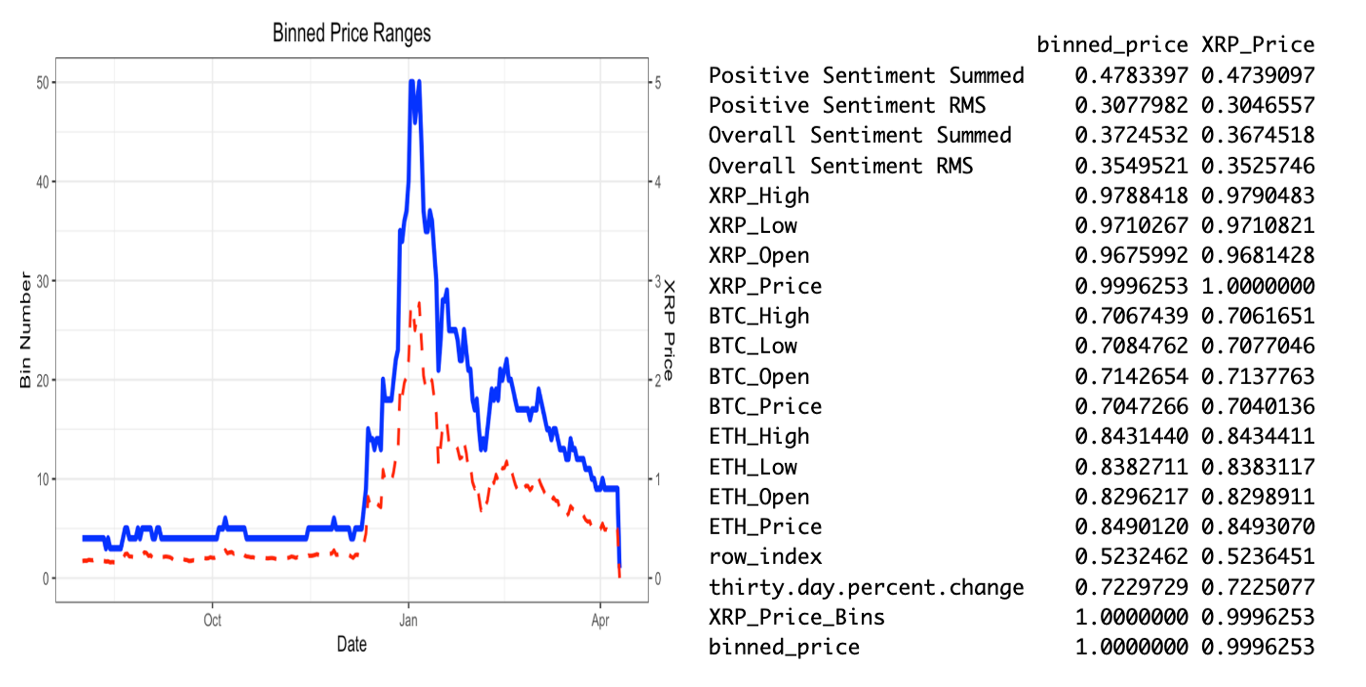 Binned Price Ranges
50
40
30
20
10
0
Bin Number
5
4
3
2
1
0
XRP Price
Oct
Jan
Apr
Date
binned_price XRP_Price
Positive Sentiment Summed 0.4783397 0.4739097
Positive Sentiment RMS 0.3077982 0.3046557
Overall Sentiment Summed 0.3724532 0.3674518
Overall Sentiment RMS 0.3549521 0.3525746
XRP_High 0.9788418 0.9790483
XRP_Low 0.9710267 0.9710821
XRP_Open 0.9675992 0.9681428
XRP_Price 0.9996253 1.0000000
BTC_High 0.7067439 0.7061651
BTC_Low 0.7084762 0.7077046
BTC_Open 0.7142654 0.7137763
BTC_Price 0.7047266 0.7040136
ETH_High 0.8431440 0.8434411
ETH_Low 0.8382711 0.8383117
ETH_Open 0.8296217 0.8298911
ETH_Price 0.8490120 0.8493070
row_index 0.5232462 0.5236451
thirty.day.percent.change 0.7229729 0.7225077
XRP_Price_Bins 1.0000000 0.9996253
binned_price 1.0000000 0.9996253